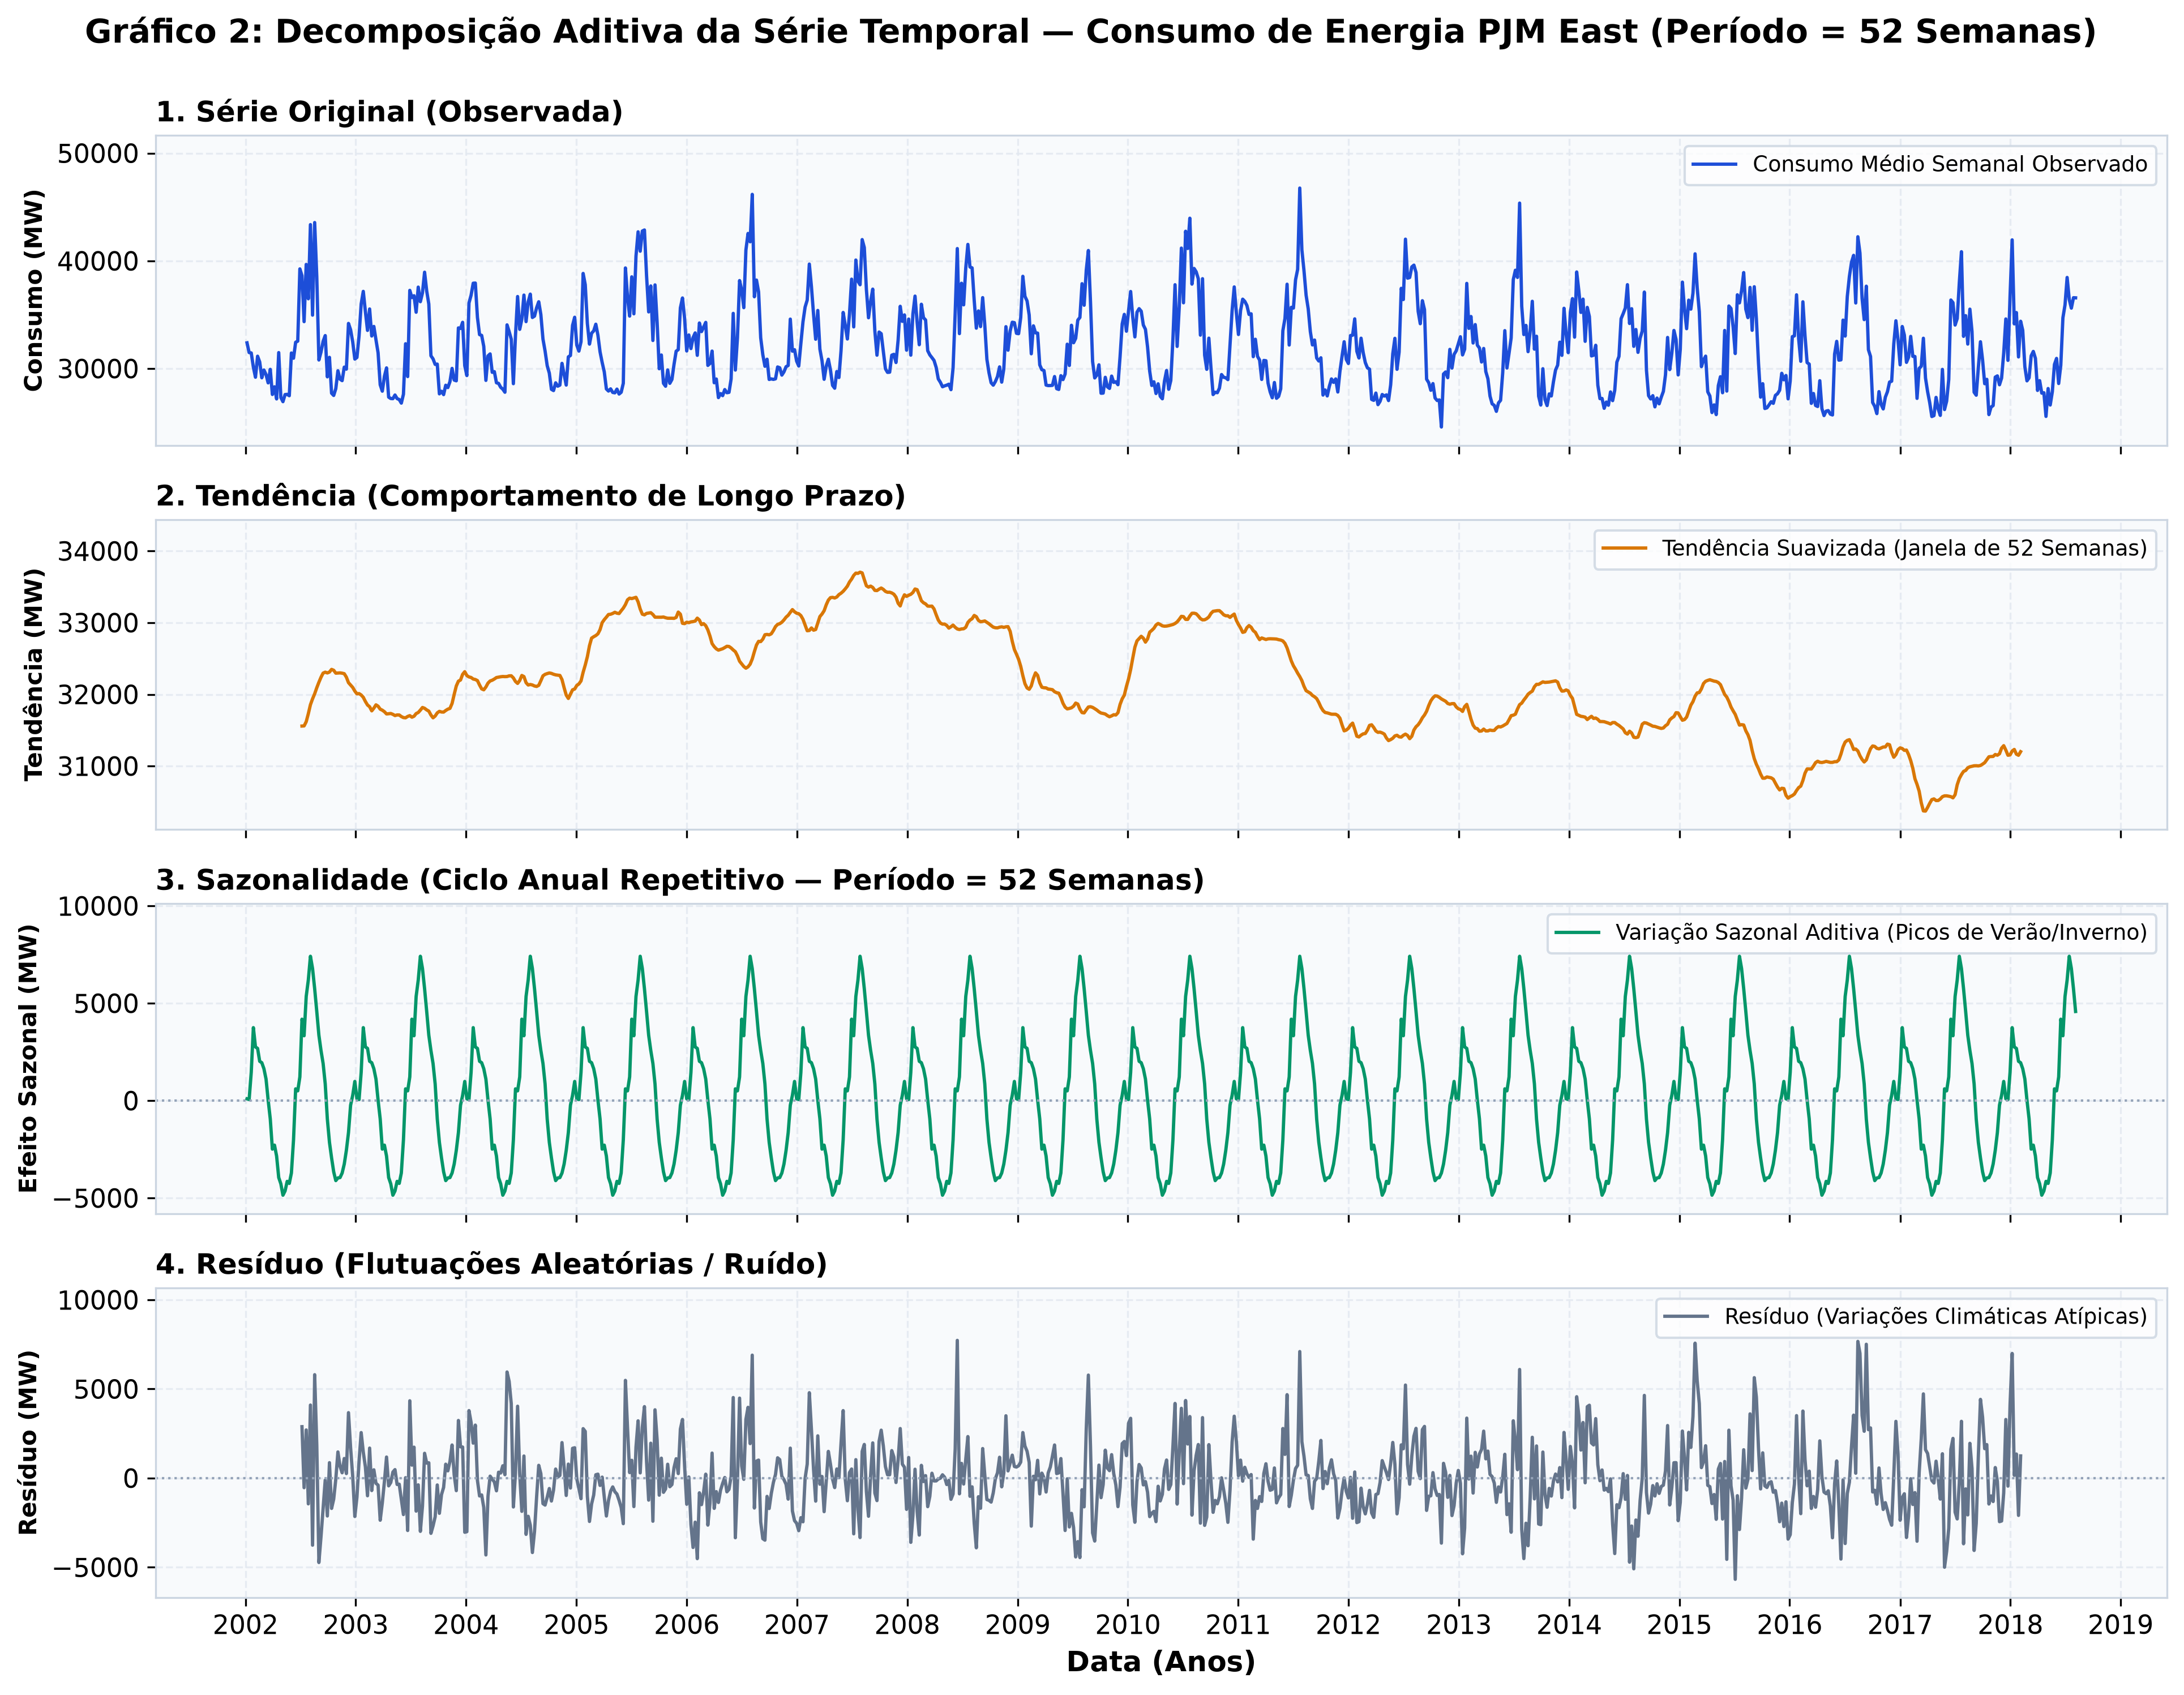 Gráfico 2: Decomposição Aditiva da Série Temporal — Consumo de Energia PJM East (Período = 52 Semanas)
1. Série Original (Observada)
Consumo (MW)
50000
40000
30000
Consumo Médio Semanal Observado
2. Tendência (Comportamento de Longo Prazo)
Tendência (MW)
34000
33000
32000
31000
Tendência Suavizada (Janela de 52 Semanas)
3. Sazonalidade (Ciclo Anual Repetitivo — Período = 52 Semanas)
Efeito Sazonal (MW)
10000
5000
0
−5000
Variação Sazonal Aditiva (Picos de Verão/Inverno)
4. Resíduo (Flutuações Aleatórias / Ruído)
Resíduo (MW)
10000
5000
0
−5000
Resíduo (Variações Climáticas Atípicas)
2002 2003 2004 2005 2006 2007 2008 2009 2010 2011 2012 2013 2014 2015 2016 2017 2018 2019
Data (Anos)